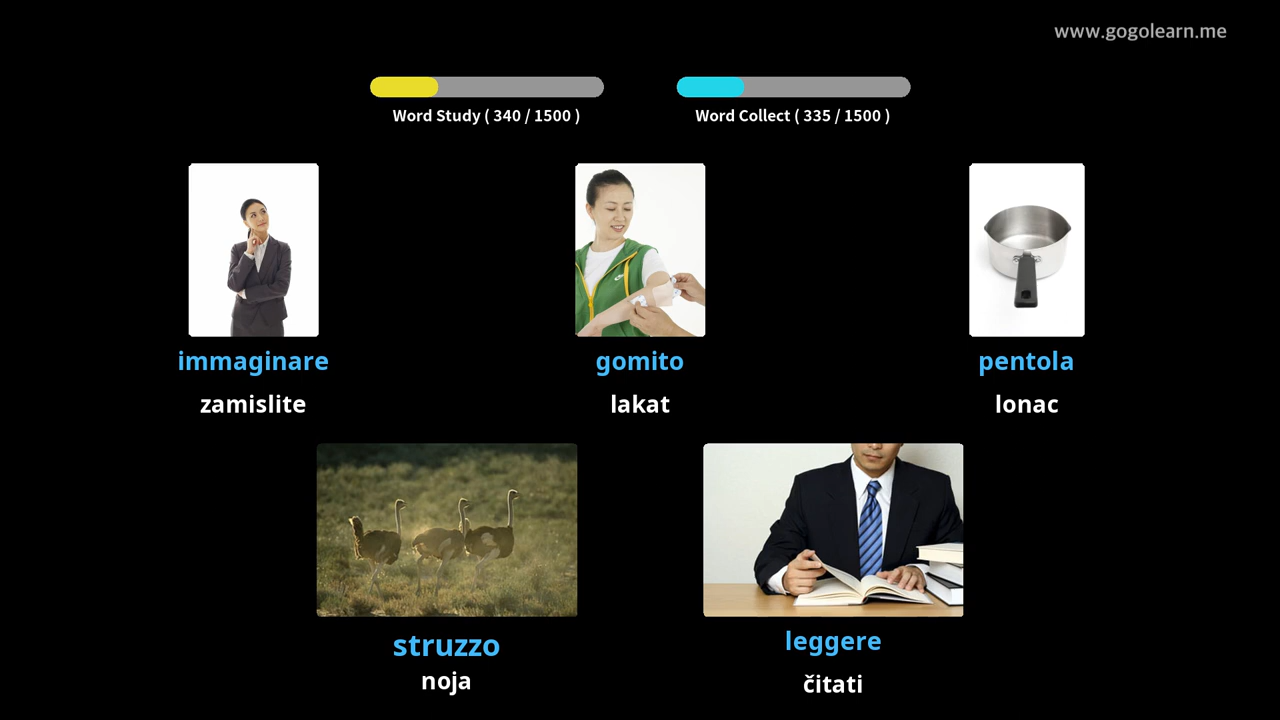 www.gogolearn.me
Word Study ( 340 / 1500 )
Word Collect ( 335 / 1500 )
immaginare
zamislite
gomito
lakat
pentola
lonac
struzzo
noja
leggere
čitati